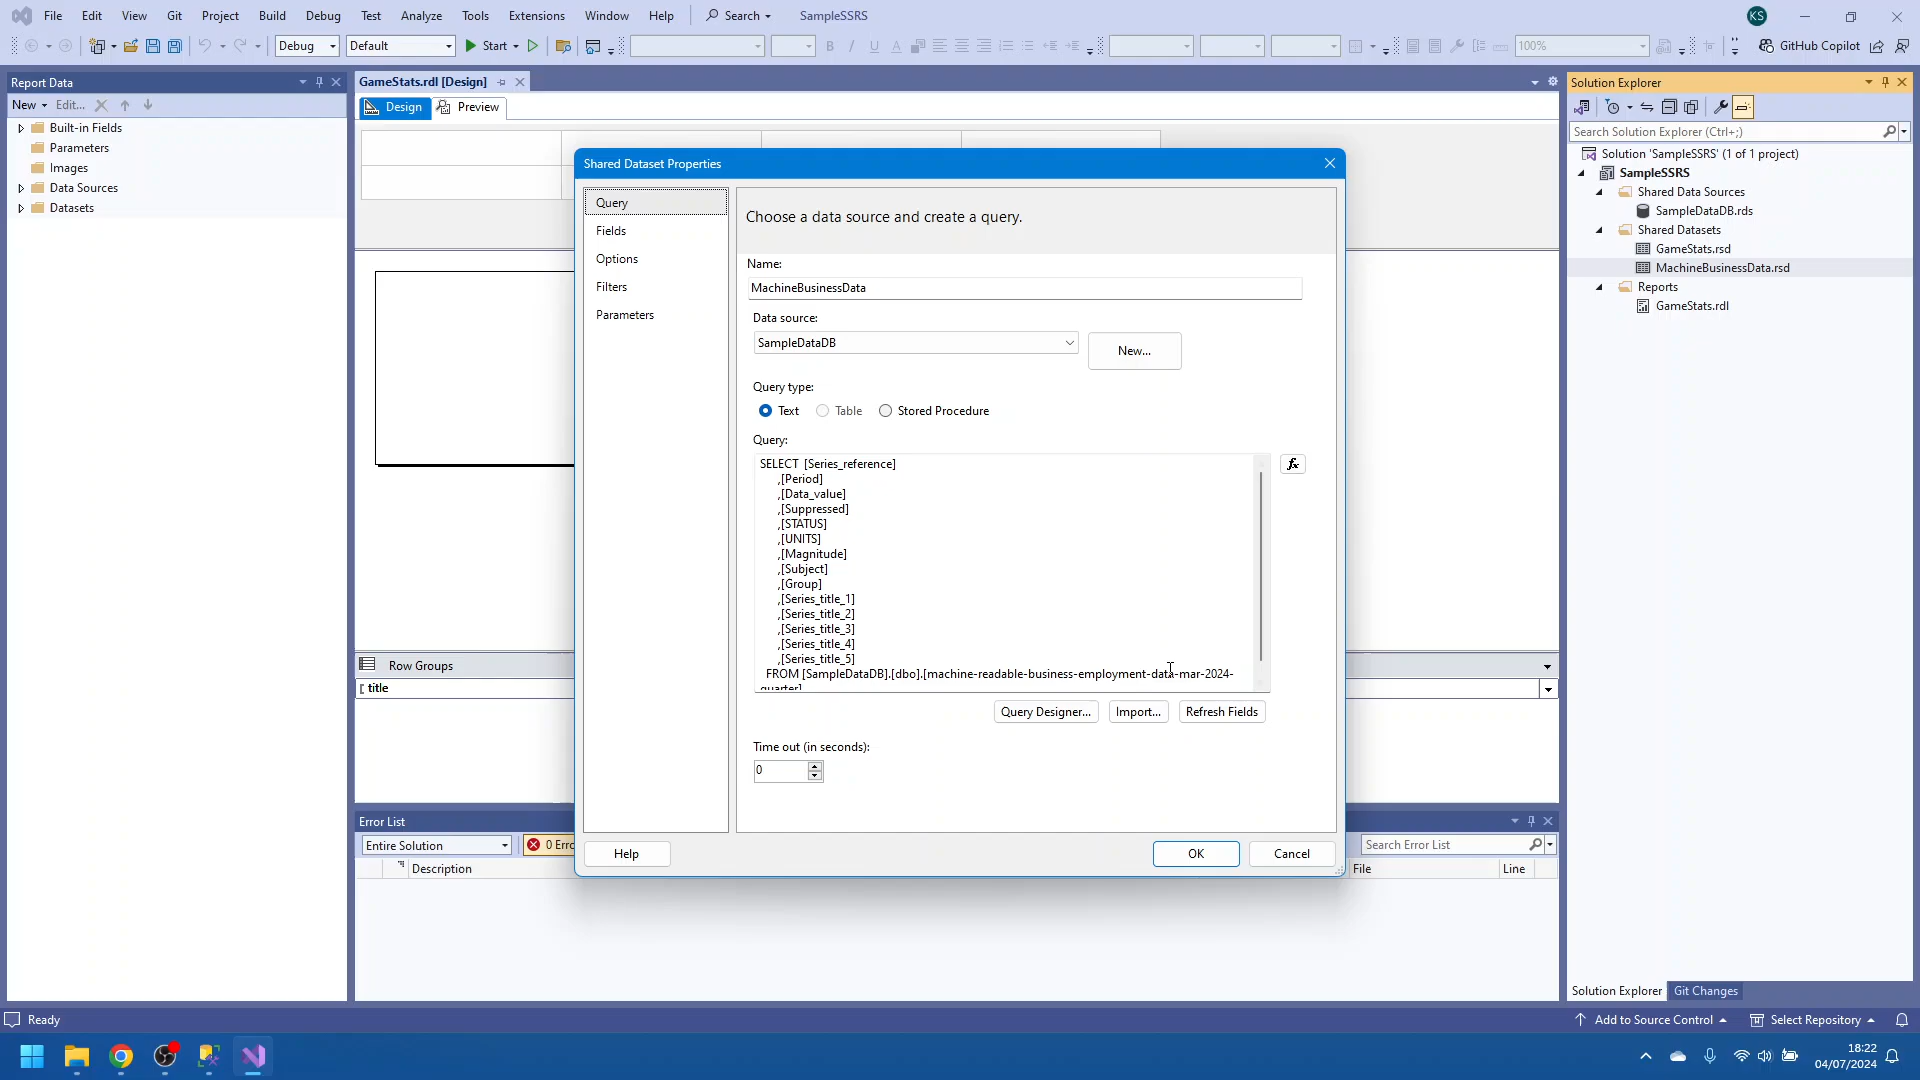 File Edit View Git Project Build Debug Test Analyze Tools Extensions Window Help Search SampleSSRS KS
Debug Default Start 100% GitHub Copilot
Report Data
New Edit...
Built-in Fields
Parameters
Images
Data Sources
Datasets
GameStats.rdl [Design]
Design Preview
Shared Dataset Properties
Query
Fields
Options
Filters
Parameters
Choose a data source and create a query.
Name:
MachineBusinessData
Data source:
SampleDataDB
New...
Query type:
Text Table Stored Procedure
Query:
fx
SELECT [Series_reference]
,[Period]
,[Data_value]
,[Suppressed]
,[STATUS]
,[UNITS]
,[Magnitude]
,[Subject]
,[Group]
,[Series_title_1]
,[Series_title_2]
,[Series_title_3]
,[Series_title_4]
,[Series_title_5]
FROM [SampleDataDB].[dbo].[machine-readable-business-employment-data-mar-2024-
quarter]
Query Designer... Import... Refresh Fields
Time out (in seconds):
0
Help OK Cancel
Row Groups
[ title
Error List
Entire Solution 0 Erro Search Error List
Description File Line
Solution Explorer
Search Solution Explorer (Ctrl+;)
Solution 'SampleSSRS' (1 of 1 project)
SampleSSRS
Shared Data Sources
SampleDataDB.rds
Shared Datasets
GameStats.rsd
MachineBusinessData.rsd
Reports
GameStats.rdl
Solution Explorer Git Changes
Ready Add to Source Control Select Repository
18:22
04/07/2024